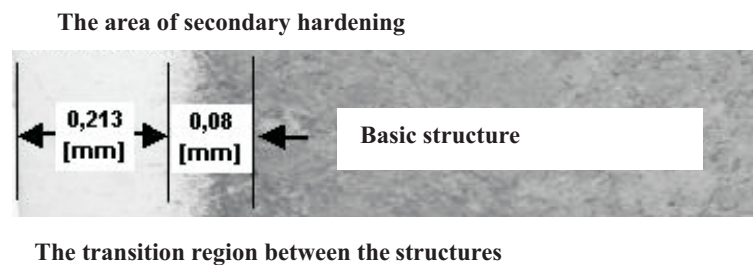 The area of secondary hardening
0,213
[mm]
0,08
[mm]
Basic structure
The transition region between the structures